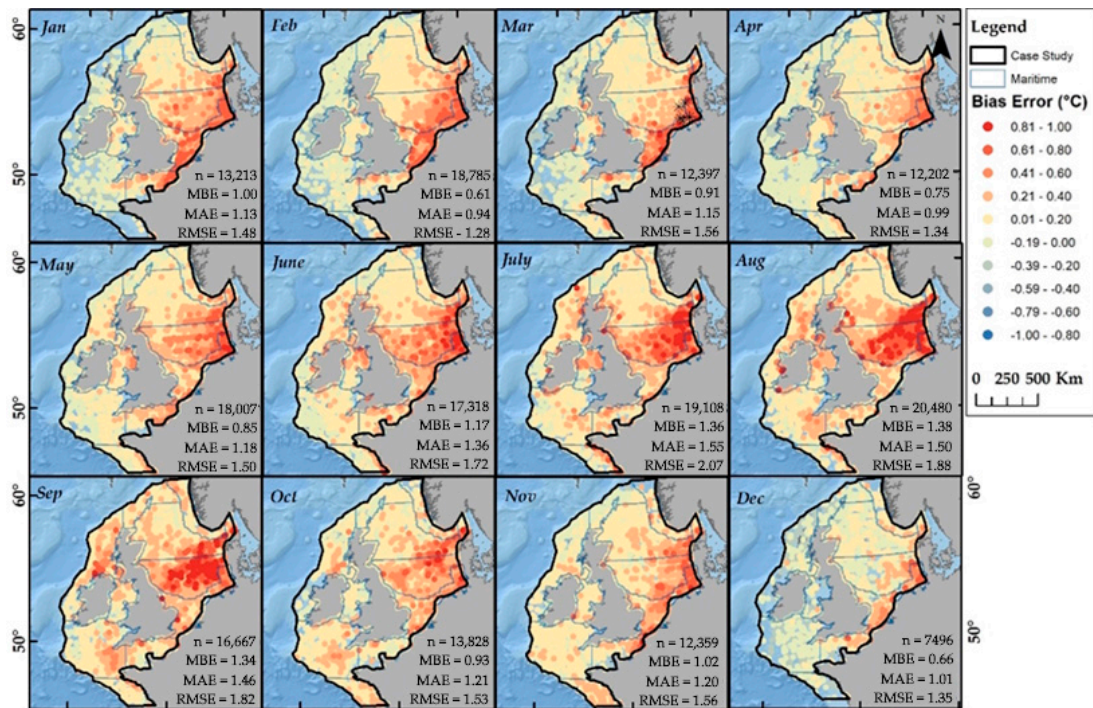 60°
Jan
Feb
Mar
Apr
N
50°
n = 13,213
MBE = 1.00
MAE = 1.13
RMSE = 1.48
n = 18,785
MBE = 0.61
MAE = 0.94
RMSE - 1.28
n = 12,397
MBE = 0.91
MAE = 1.15
RMSE = 1.56
n = 12,202
MBE = 0.75
MAE = 0.99
RMSE = 1.34
Legend
Case Study
Maritime
Bias Error (°C)
0.81 - 1.00
0.61 - 0.80
0.41 - 0.60
0.21 - 0.40
0.01 - 0.20
-0.19 - 0.00
-0.39 - -0.20
-0.59 - -0.40
-0.79 - -0.60
-1.00 - -0.80
0 250 500 Km
60°
May
June
July
Aug
50°
n = 18,007
MBE = 0.85
MAE = 1.18
RMSE = 1.50
n = 17,318
MBE = 1.17
MAE = 1.36
RMSE = 1.72
n = 19,108
MBE = 1.36
MAE = 1.55
RMSE = 2.07
n = 20,480
MBE = 1.38
MAE = 1.50
RMSE = 1.88
60°
Sep
Oct
Nov
Dec
60°
50°
50°
n = 16,667
MBE = 1.34
MAE = 1.46
RMSE = 1.82
n = 13,828
MBE = 0.93
MAE = 1.21
RMSE = 1.53
n = 12,359
MBE = 1.02
MAE = 1.20
RMSE = 1.56
n = 7496
MBE = 0.66
MAE = 1.01
RMSE = 1.35